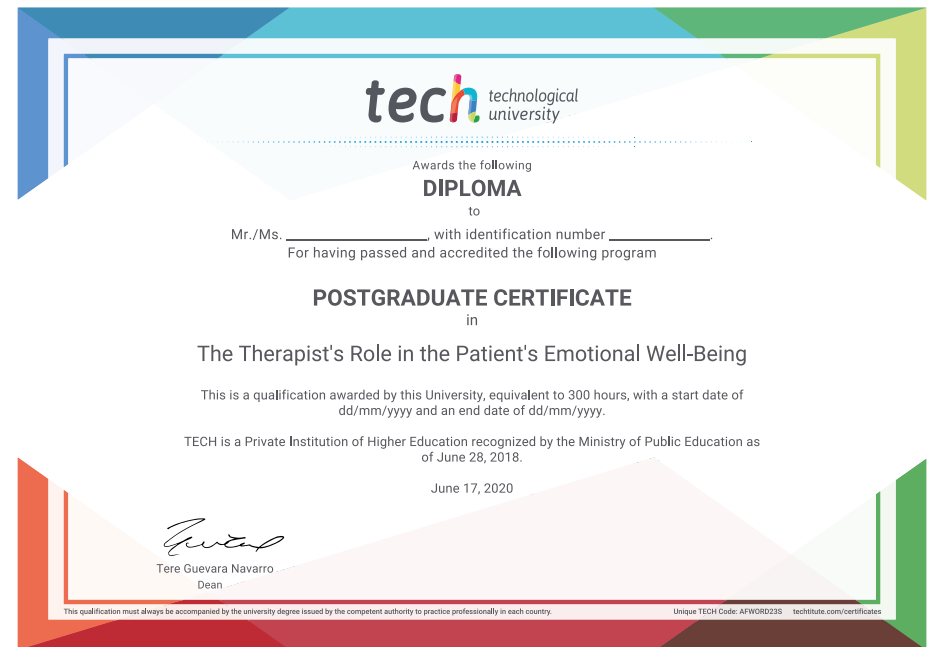 tech technological
university
Awards the following
DIPLOMA
to
Mr./Ms. ____________________, with identification number ______________.
For having passed and accredited the following program
POSTGRADUATE CERTIFICATE
in
The Therapist's Role in the Patient's Emotional Well-Being
This is a qualification awarded by this University, equivalent to 300 hours, with a start date of
dd/mm/yyyy and an end date of dd/mm/yyyy.
TECH is a Private Institution of Higher Education recognized by the Ministry of Public Education as
of June 28, 2018.
June 17, 2020
Tere Guevara Navarro
Dean
This qualification must always be accompanied by the university degree issued by the competent authority to practice professionally in each country.
Unique TECH Code: AFWORD23S techtitute.com/certificates